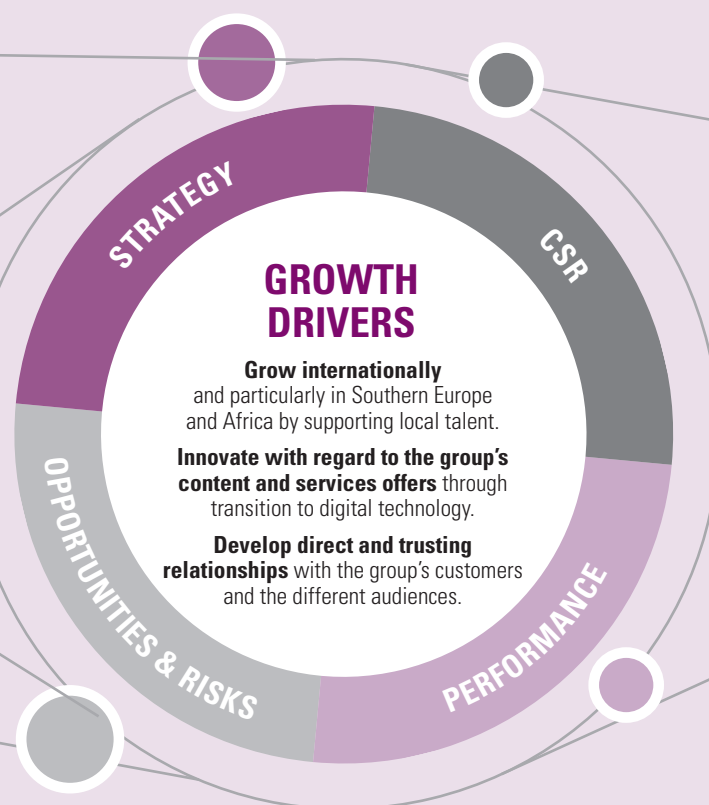 STRATEGY
CSR
GROWTH
DRIVERS
Grow internationally
and particularly in Southern Europe
and Africa by supporting local talent.
Innovate with regard to the group's
content and services offers through
transition to digital technology.
Develop direct and trusting
relationships with the group's customers
and the different audiences.
OPPORTUNITIES & RISKS
PERFORMANCE